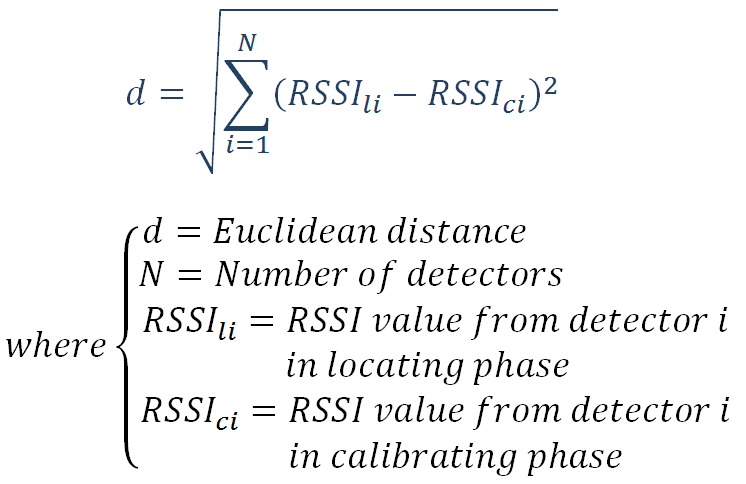 d = √∑_{i=1}^{N}(RSSI_{li} − RSSI_{ci})²
where { d = Euclidean distance
N = Number of detectors
RSSI_{li} = RSSI value from detector i
in locating phase
RSSI_{ci} = RSSI value from detector i
in calibrating phase